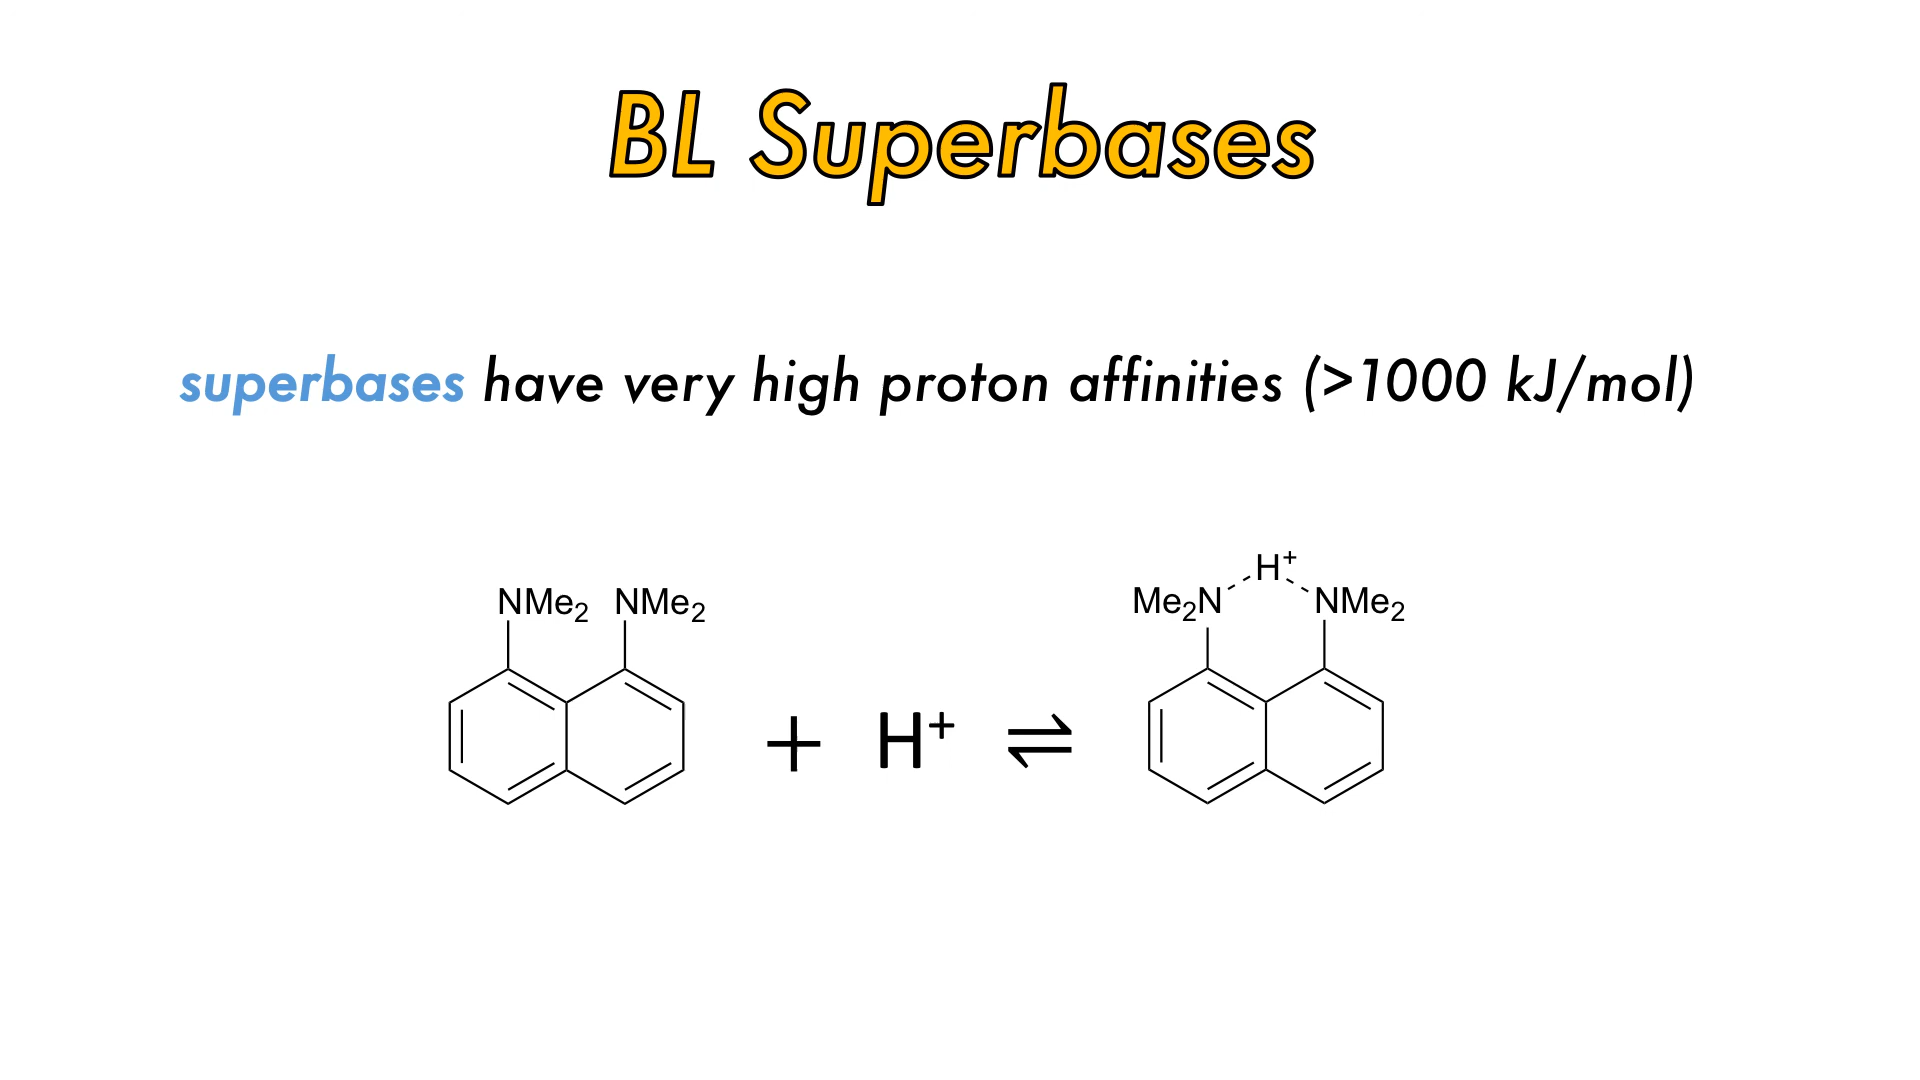 BL Superbases
superbases have very high proton affinities (>1000 kJ/mol)
NMe₂ NMe₂
+ H⁺ ⇌
H⁺
Me₂N NMe₂